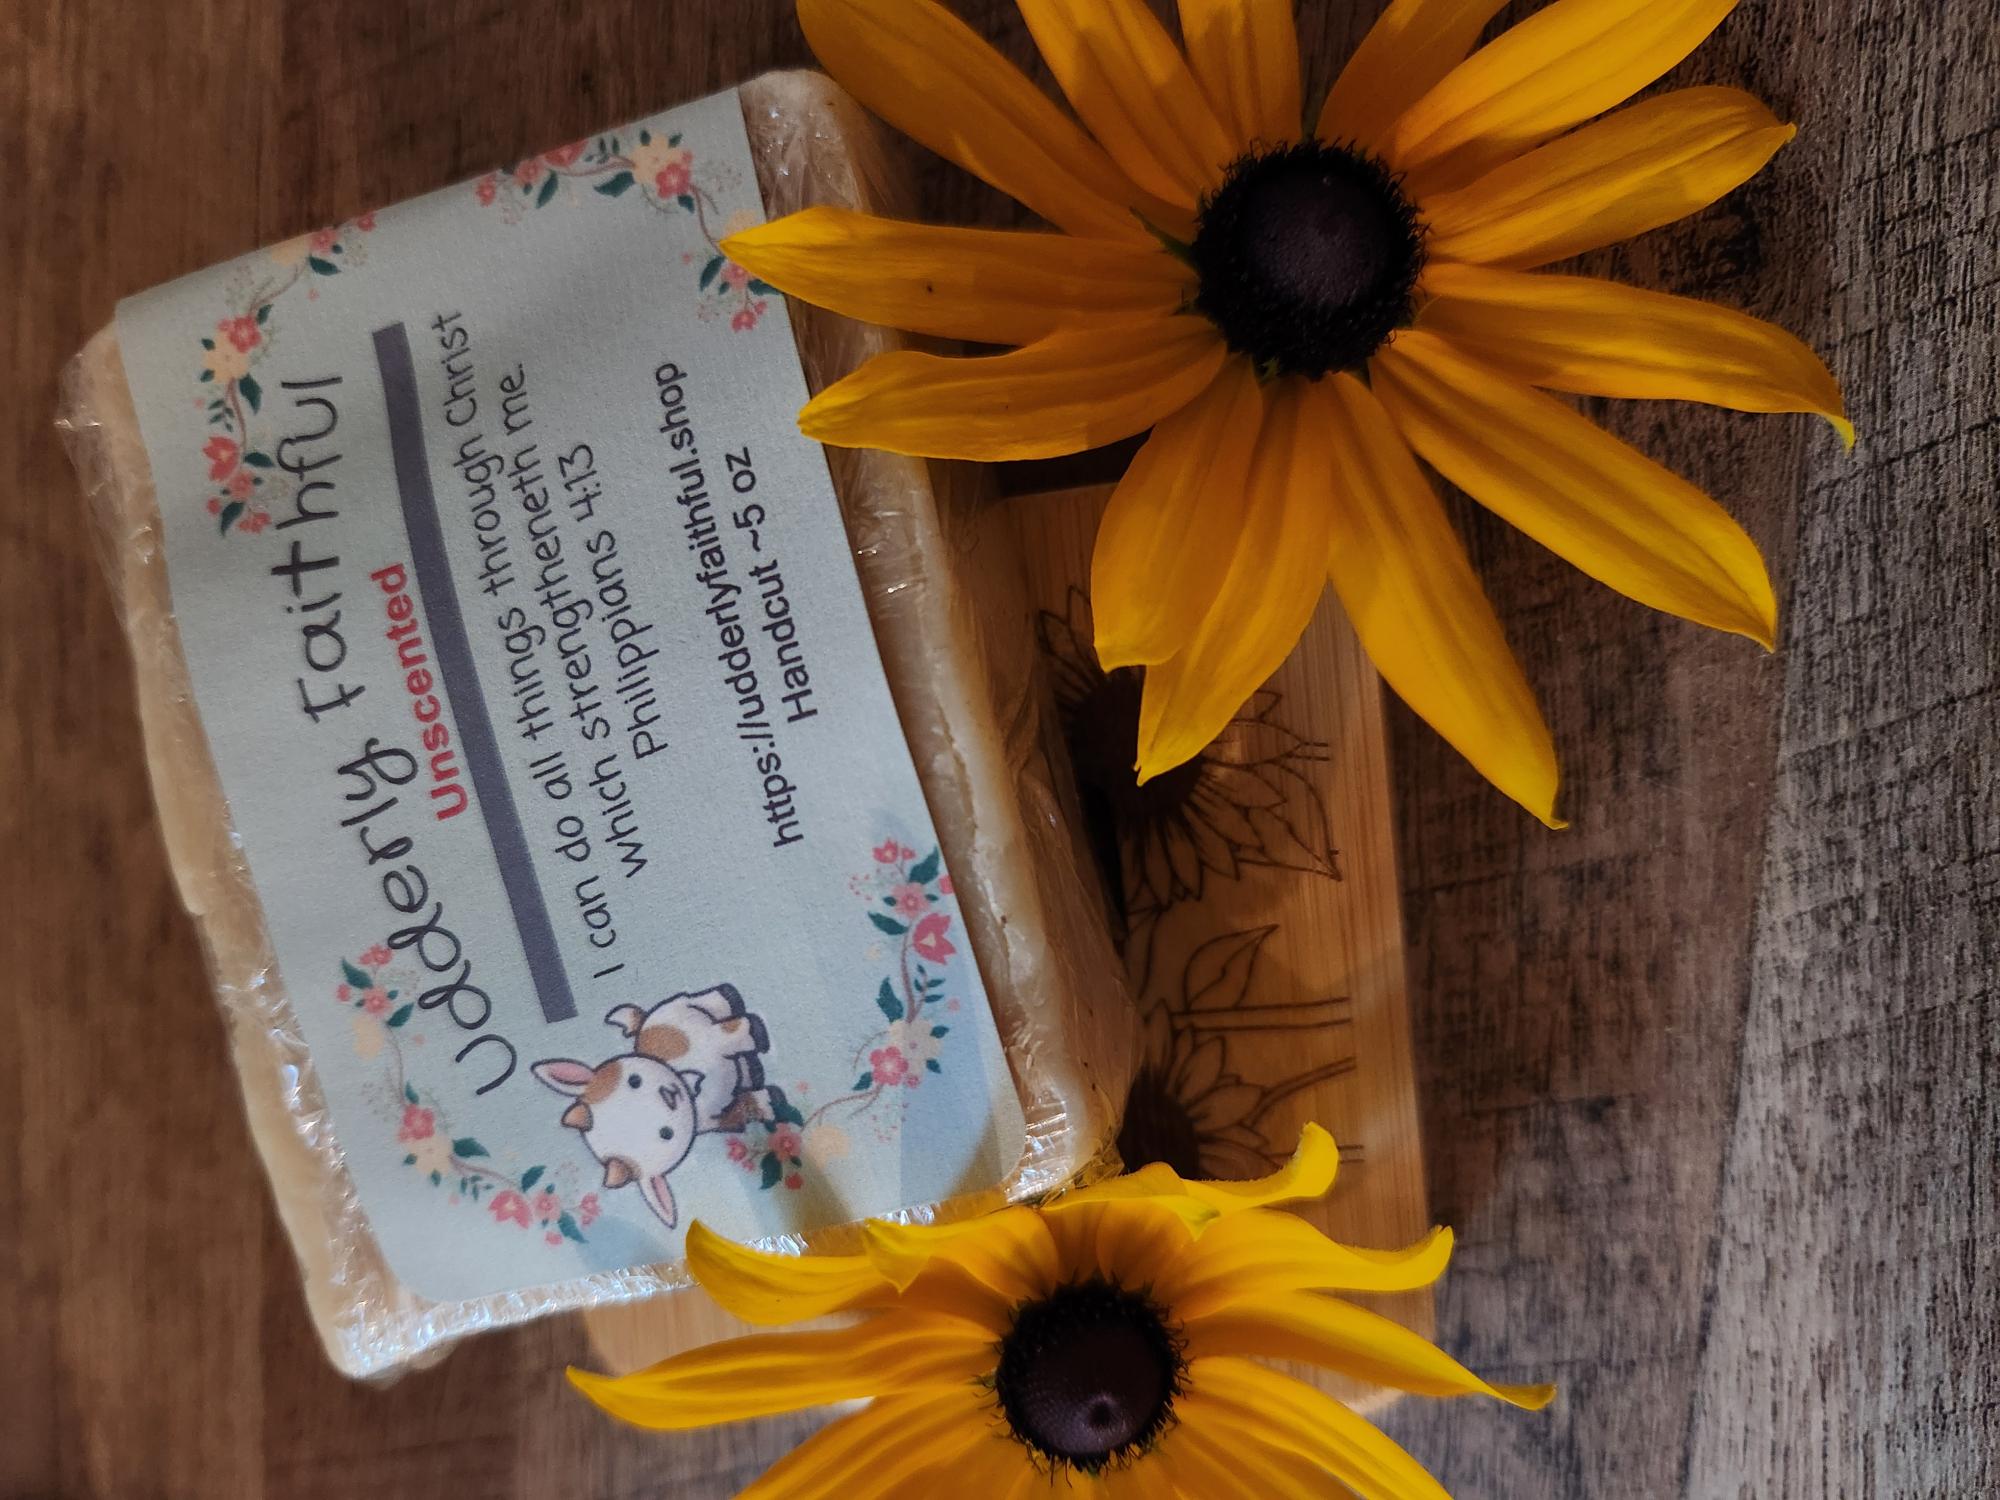 Udderly Faithful
Unscented
I can do all things through Christ
which strengtheneth me.
Philippians 4:13
https://udderlyfaithful.shop
Handcut ~5 oz